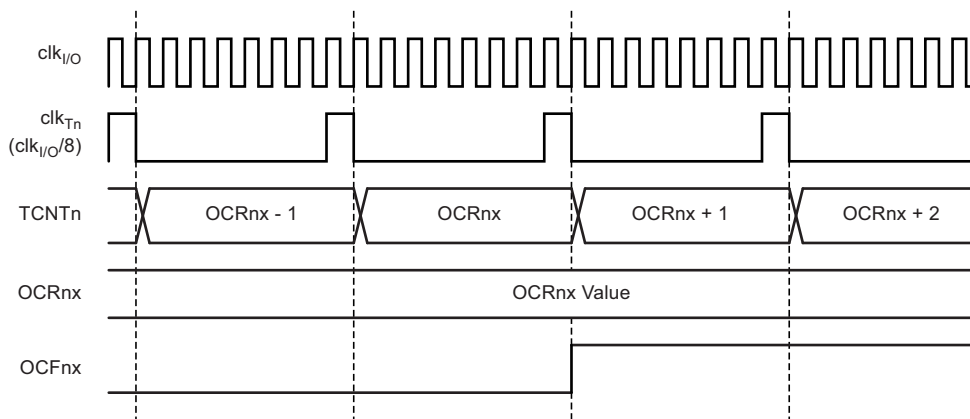 clkI/O
clkTn
(clkI/O/8)
TCNTn OCRnx - 1 OCRnx OCRnx + 1 OCRnx + 2
OCRnx OCRnx Value
OCFnx